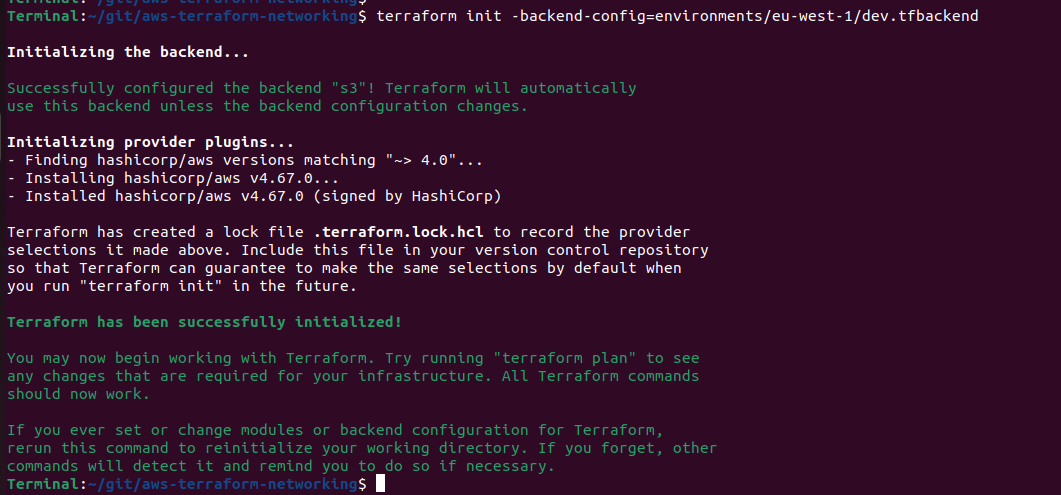 Terminal:~/git/aws-terraform-networking$
Terminal:~/git/aws-terraform-networking$ terraform init -backend-config=environments/eu-west-1/dev.tfbackend
Initializing the backend...
Successfully configured the backend "s3"! Terraform will automatically
use this backend unless the backend configuration changes.
Initializing provider plugins...
- Finding hashicorp/aws versions matching "~> 4.0"...
- Installing hashicorp/aws v4.67.0...
- Installed hashicorp/aws v4.67.0 (signed by HashiCorp)
Terraform has created a lock file .terraform.lock.hcl to record the provider
selections it made above. Include this file in your version control repository
so that Terraform can guarantee to make the same selections by default when
you run "terraform init" in the future.
Terraform has been successfully initialized!
You may now begin working with Terraform. Try running "terraform plan" to see
any changes that are required for your infrastructure. All Terraform commands
should now work.
If you ever set or change modules or backend configuration for Terraform,
rerun this command to reinitialize your working directory. If you forget, other
commands will detect it and remind you to do so if necessary.
Terminal:~/git/aws-terraform-networking$